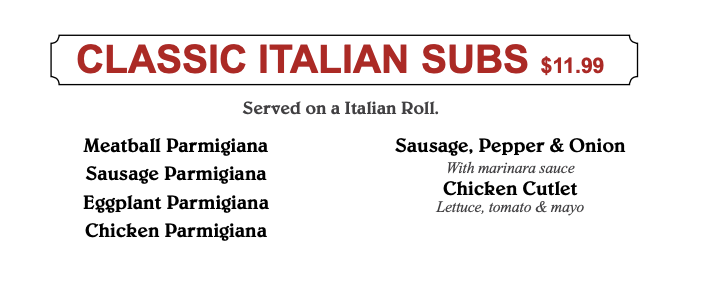 CLASSIC ITALIAN SUBS $11.99
Served on a Italian Roll.
Meatball Parmigiana
Sausage Parmigiana
Eggplant Parmigiana
Chicken Parmigiana
Sausage, Pepper & Onion
With marinara sauce
Chicken Cutlet
Lettuce, tomato & mayo